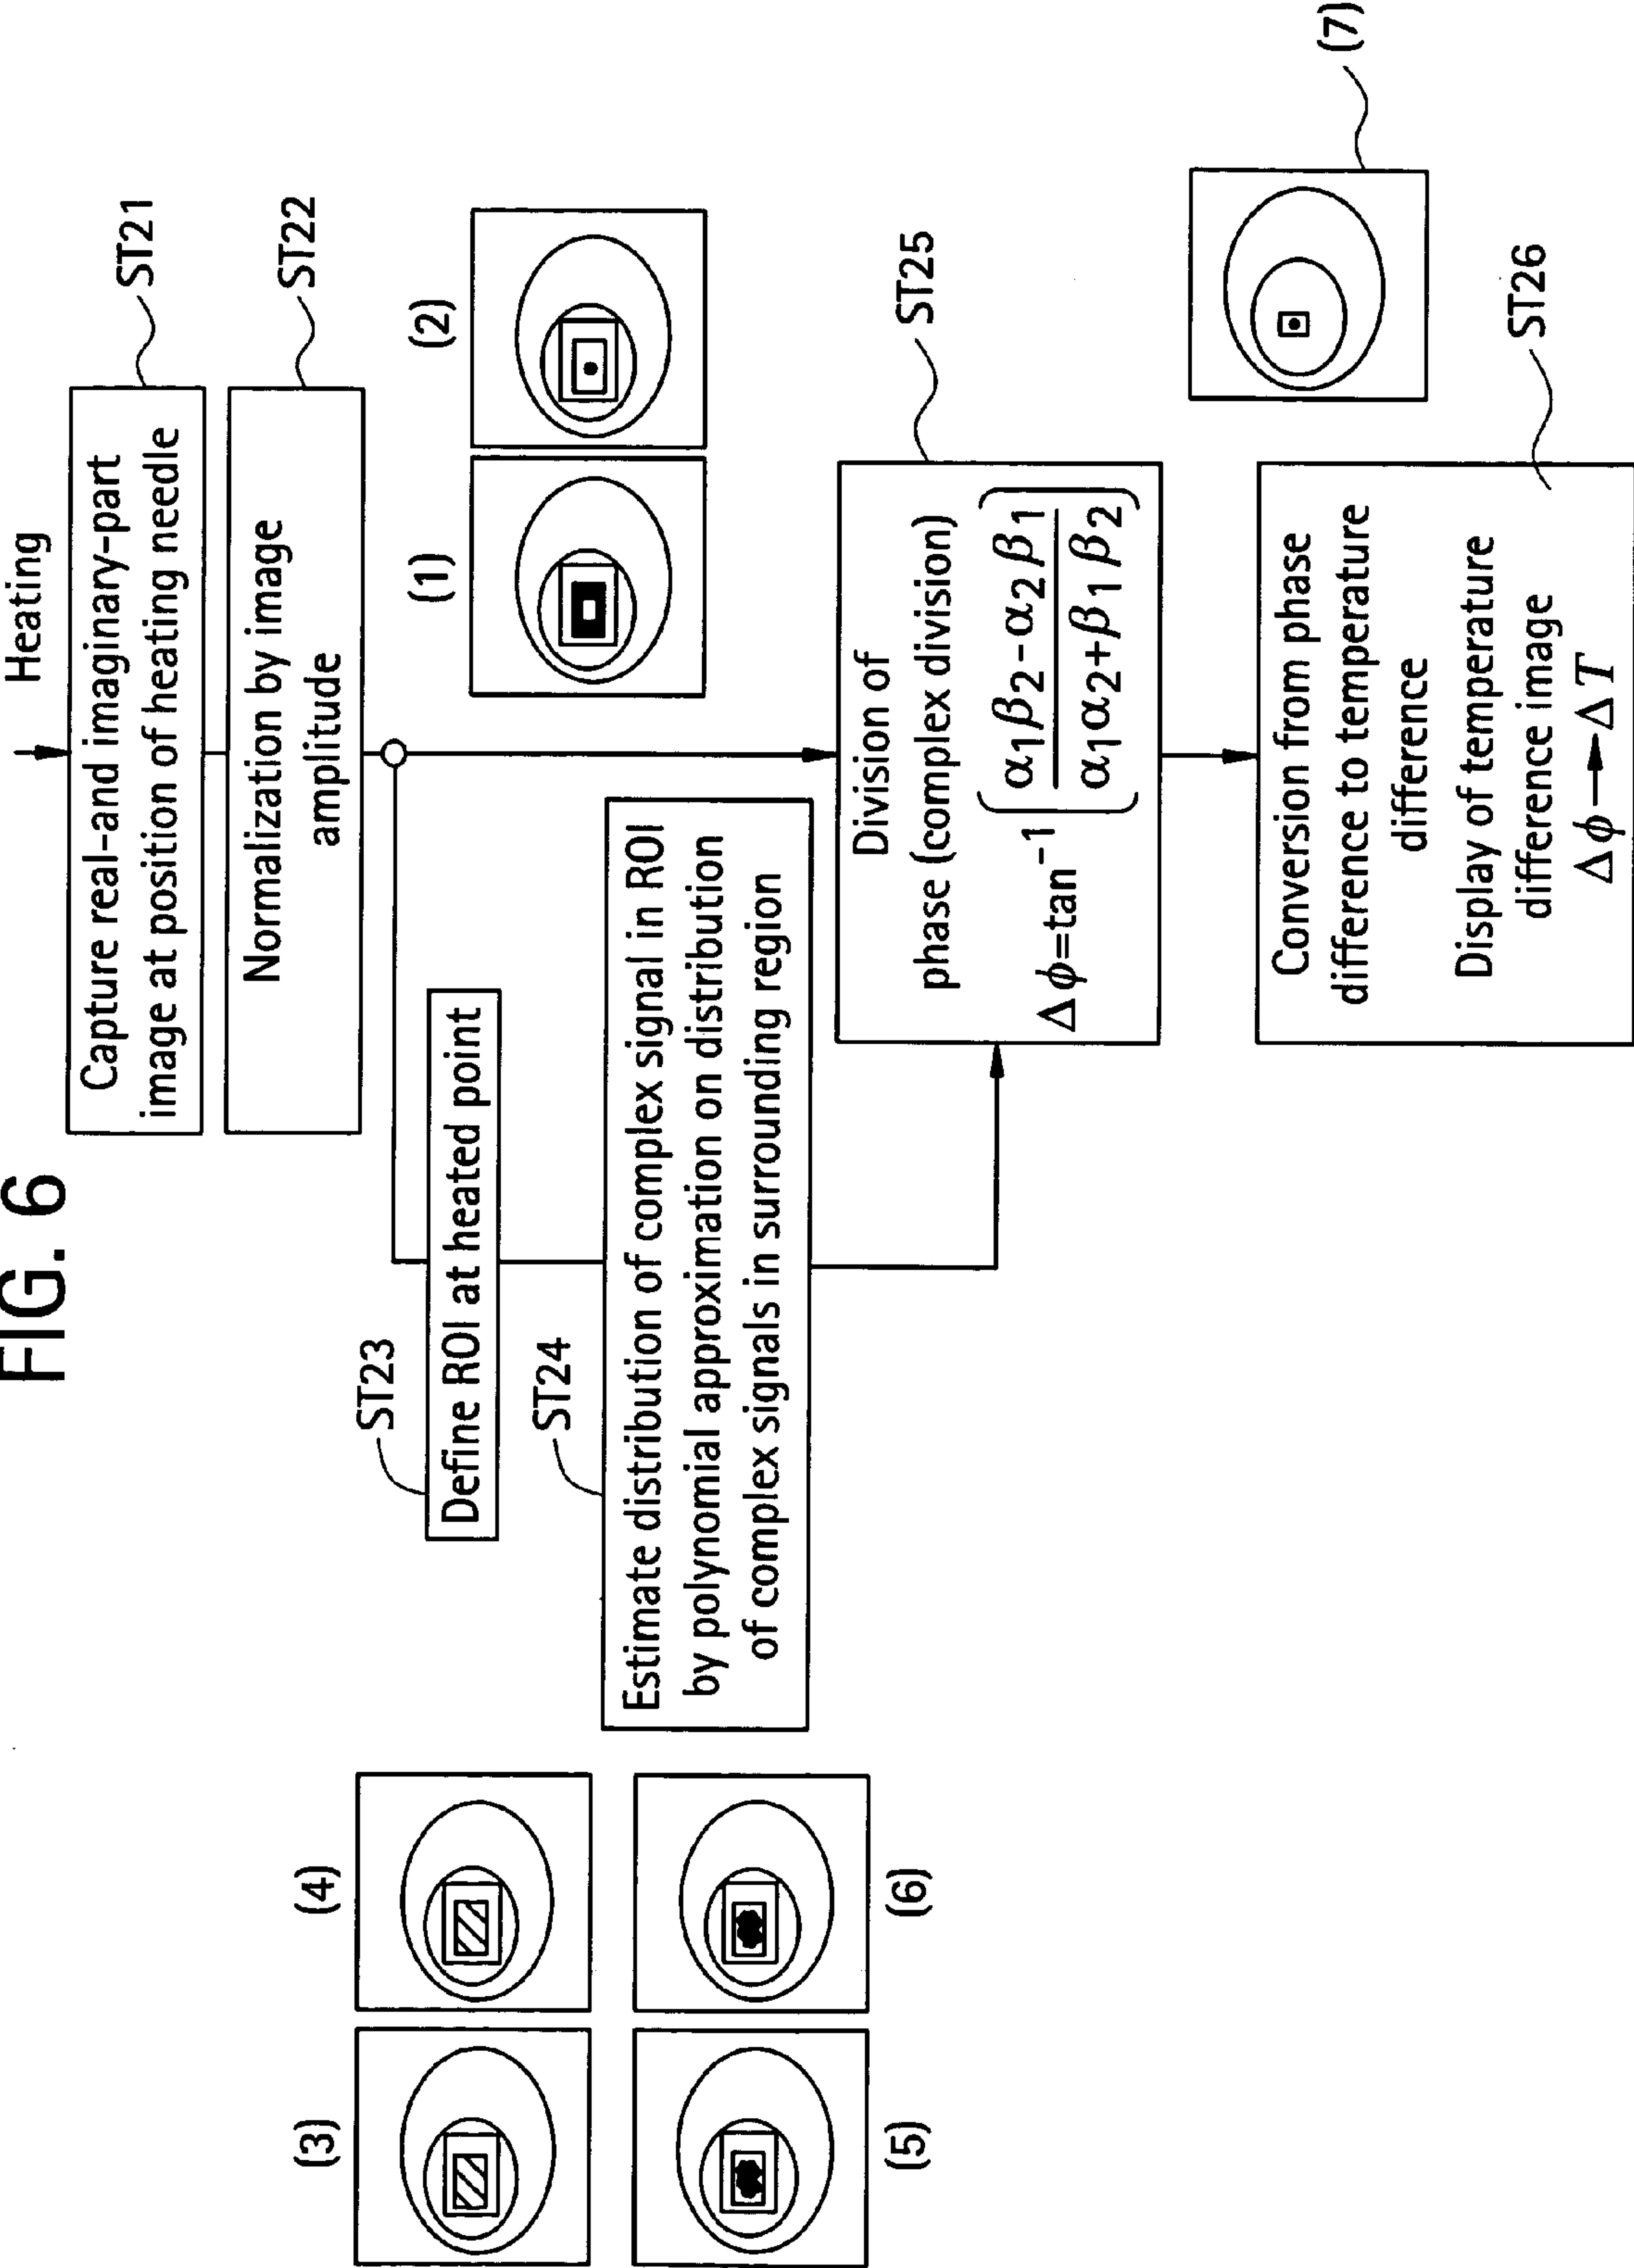 FIG. 6
Heating
Capture real-and imaginary-part
image at position of heating needle
ST21
Normalization by image
amplitude
ST22
(1)
(2)
ST23
Define ROI at heated point
(3)
(4)
ST24
Estimate distribution of complex signal in ROI
by polynomial approximation on distribution
of complex signals in surrounding region
(5)
(6)
Division of
phase (complex division)
Δϕ=tan⁻¹ (α₁β₂-α₂β₁ / α₁α₂+β₁β₂)
ST25
Conversion from phase
difference to temperature
difference
Display of temperature
difference image
Δϕ→ΔT
ST26
(7)